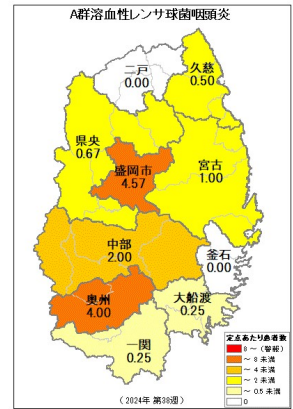 A群溶血性レンサ球菌咽頭炎
二戸
0.00
久慈
0.50
県央
0.67
盛岡市
4.57
宮古
1.00
中部
2.00
釜石
0.00
奥州
4.00
大船渡
0.25
一関
0.25
定点あたり患者数
8 ~ (警報)
~ 8 未満
~ 4 未満
~ 2 未満
~ 0.5 未満
0
(2024年 第38週)